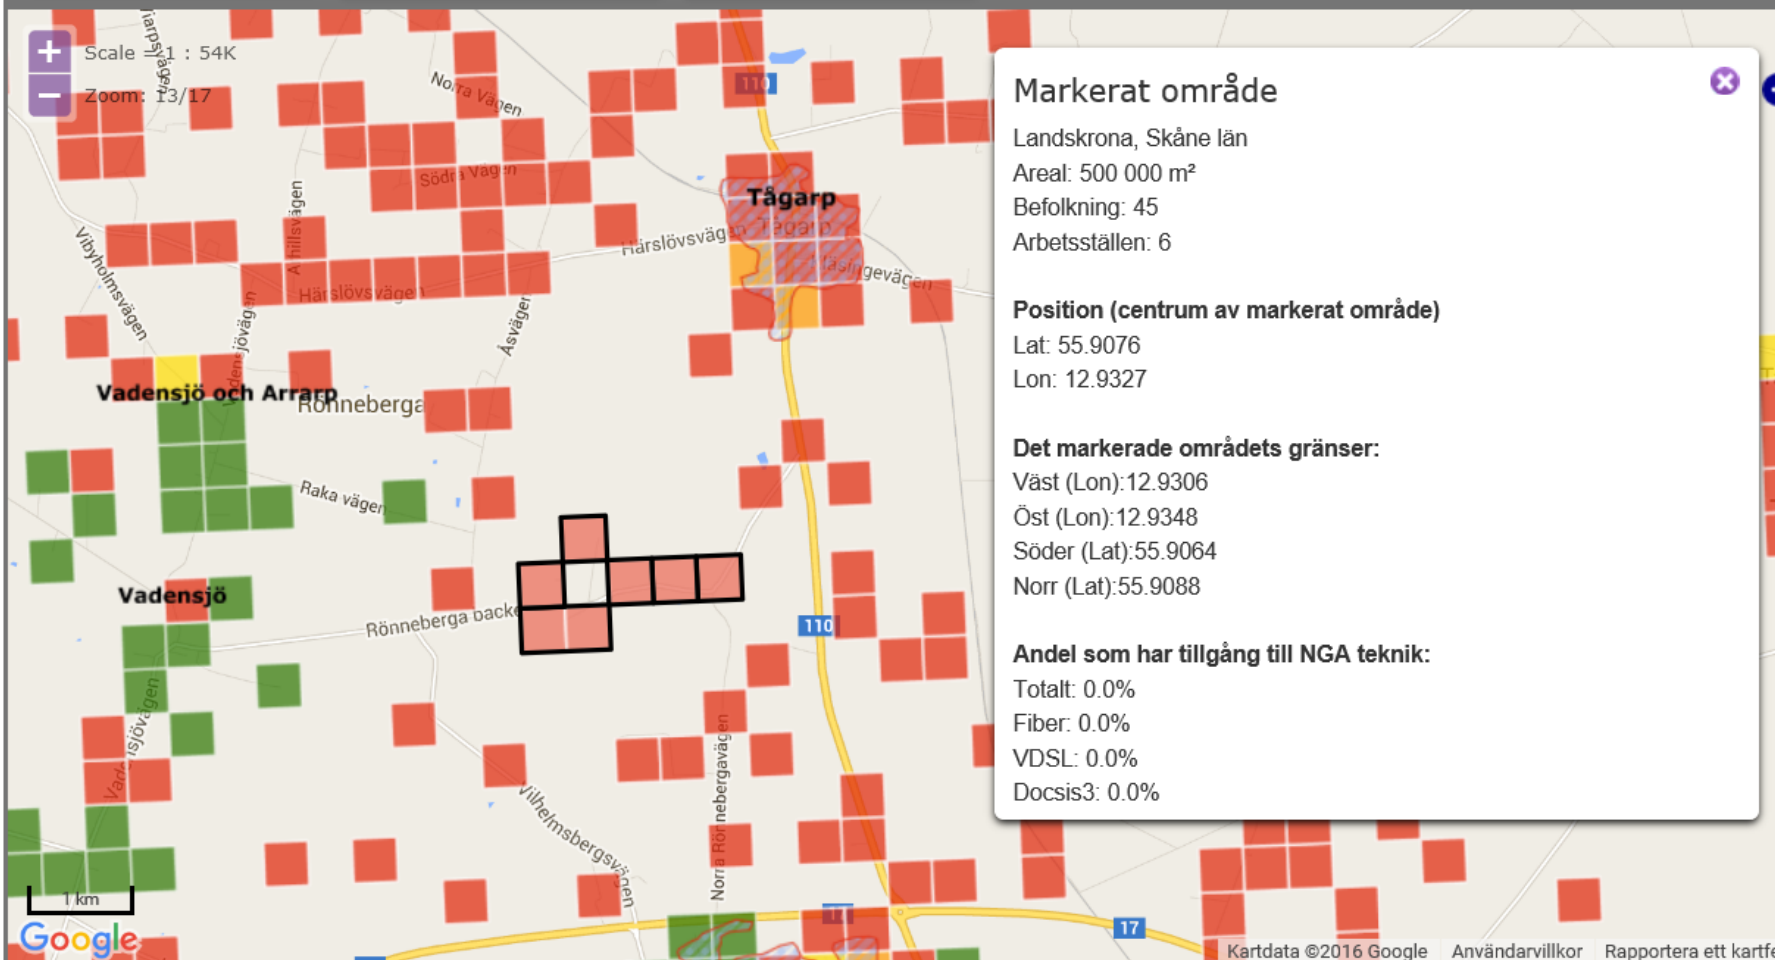 Scale = 1 : 54K
Zoom: 13/17
Norra Vägen
110
Södra Vägen
Tågarp
Tågarp
Härslövsväg
Vibyholmsvägen
Härslövsvägen
Åsvägen
Vadensjö och Arrarp
Rönneberga
Raka vägen
Vadensjö
Rönneberga backe
110
Vilhelmsbergsvägen
Norra Rönnebergavägen
1 km
Google
17
Markerat område
Landskrona, Skåne län
Areal: 500 000 m²
Befolkning: 45
Arbetsställen: 6
Position (centrum av markerat område)
Lat: 55.9076
Lon: 12.9327
Det markerade områdets gränser:
Väst (Lon):12.9306
Öst (Lon):12.9348
Söder (Lat):55.9064
Norr (Lat):55.9088
Andel som har tillgång till NGA teknik:
Totalt: 0.0%
Fiber: 0.0%
VDSL: 0.0%
Docsis3: 0.0%
Kartdata ©2016 Google Användarvillkor Rapportera ett kartfe